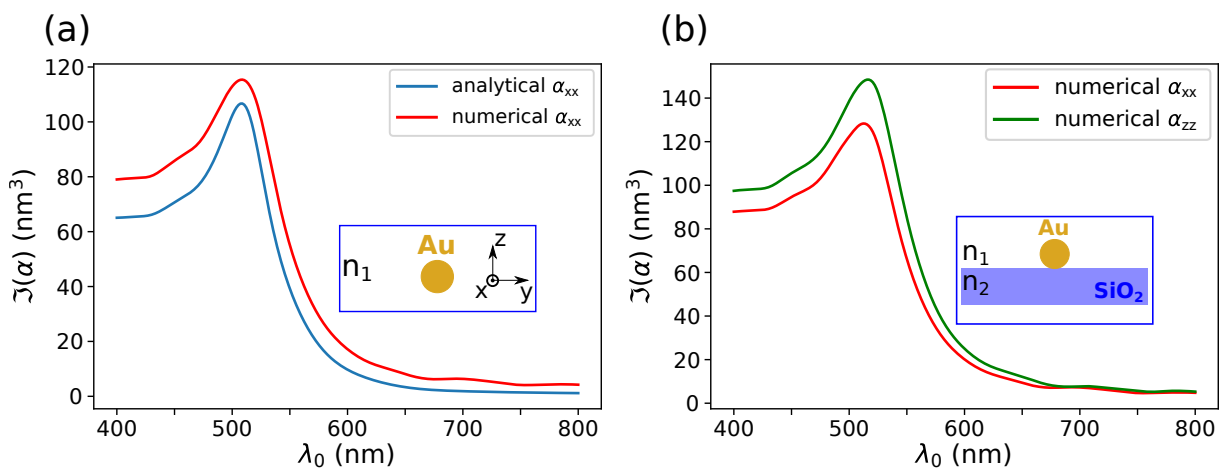 (a)
ℑ(α) (nm³)
120
100
80
60
40
20
0
analytical αxx
numerical αxx
n₁
Au
z
x
y
400 500 600 700 800
λ₀ (nm)
(b)
ℑ(α) (nm³)
140
120
100
80
60
40
20
0
numerical αxx
numerical αzz
Au
n₁
n₂
SiO₂
400 500 600 700 800
λ₀ (nm)